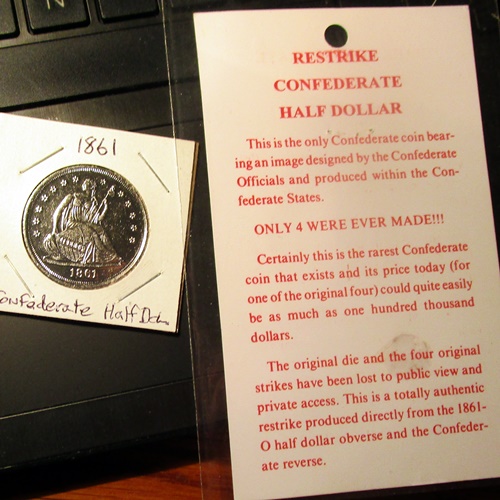 N
1861
1861
Confederate Half Dol.
RESTRIKE
CONFEDERATE
HALF DOLLAR
This is the only Confederate coin bear-
ing an image designed by the Confederate
Officials and produced within the Con-
federate States.
ONLY 4 WERE EVER MADE!!!
Certainly this is the rarest Confederate
coin that exists and its price today (for
one of the original four) could quite easily
be as much as one hundred thousand
dollars.
The original die and the four original
strikes have been lost to public view and
private access. This is a totally authentic
restrike produced directly from the 1861-
O half dollar obverse and the Confeder-
ate reverse.